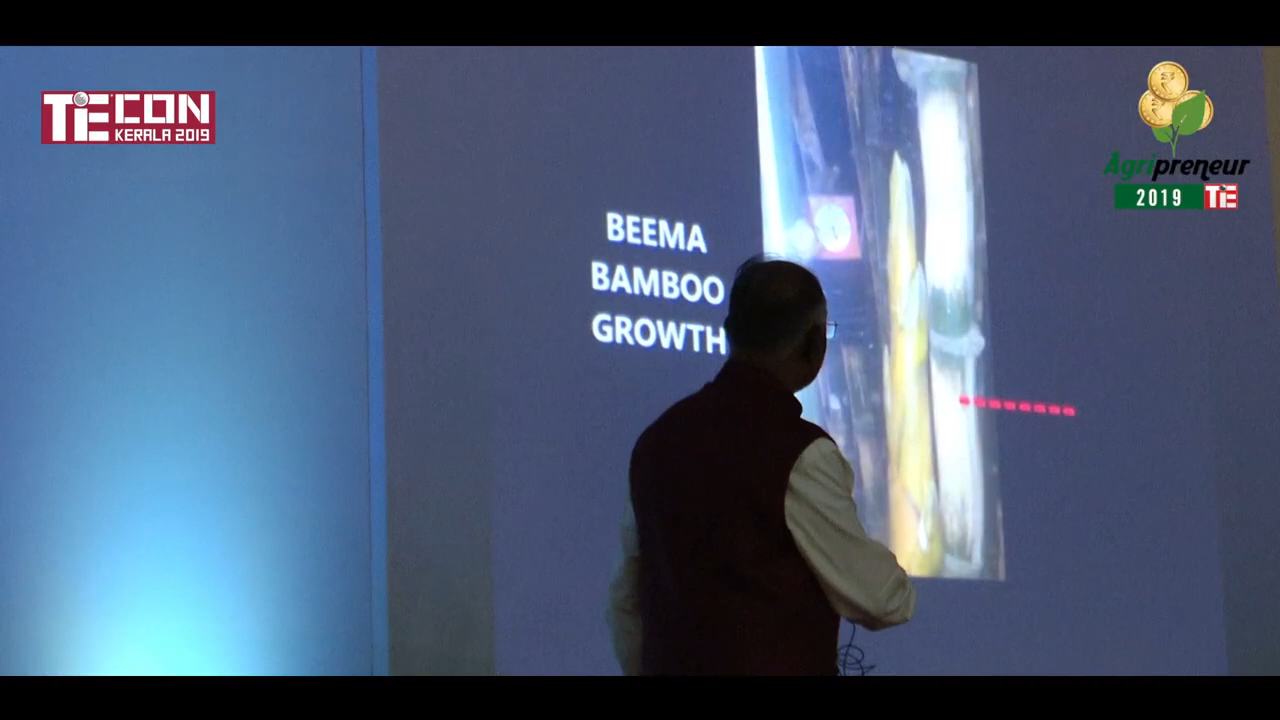 TiECON
KERALA 2019
Agripreneur
2019 TiE
BEEMA
BAMBOO
GROWTH